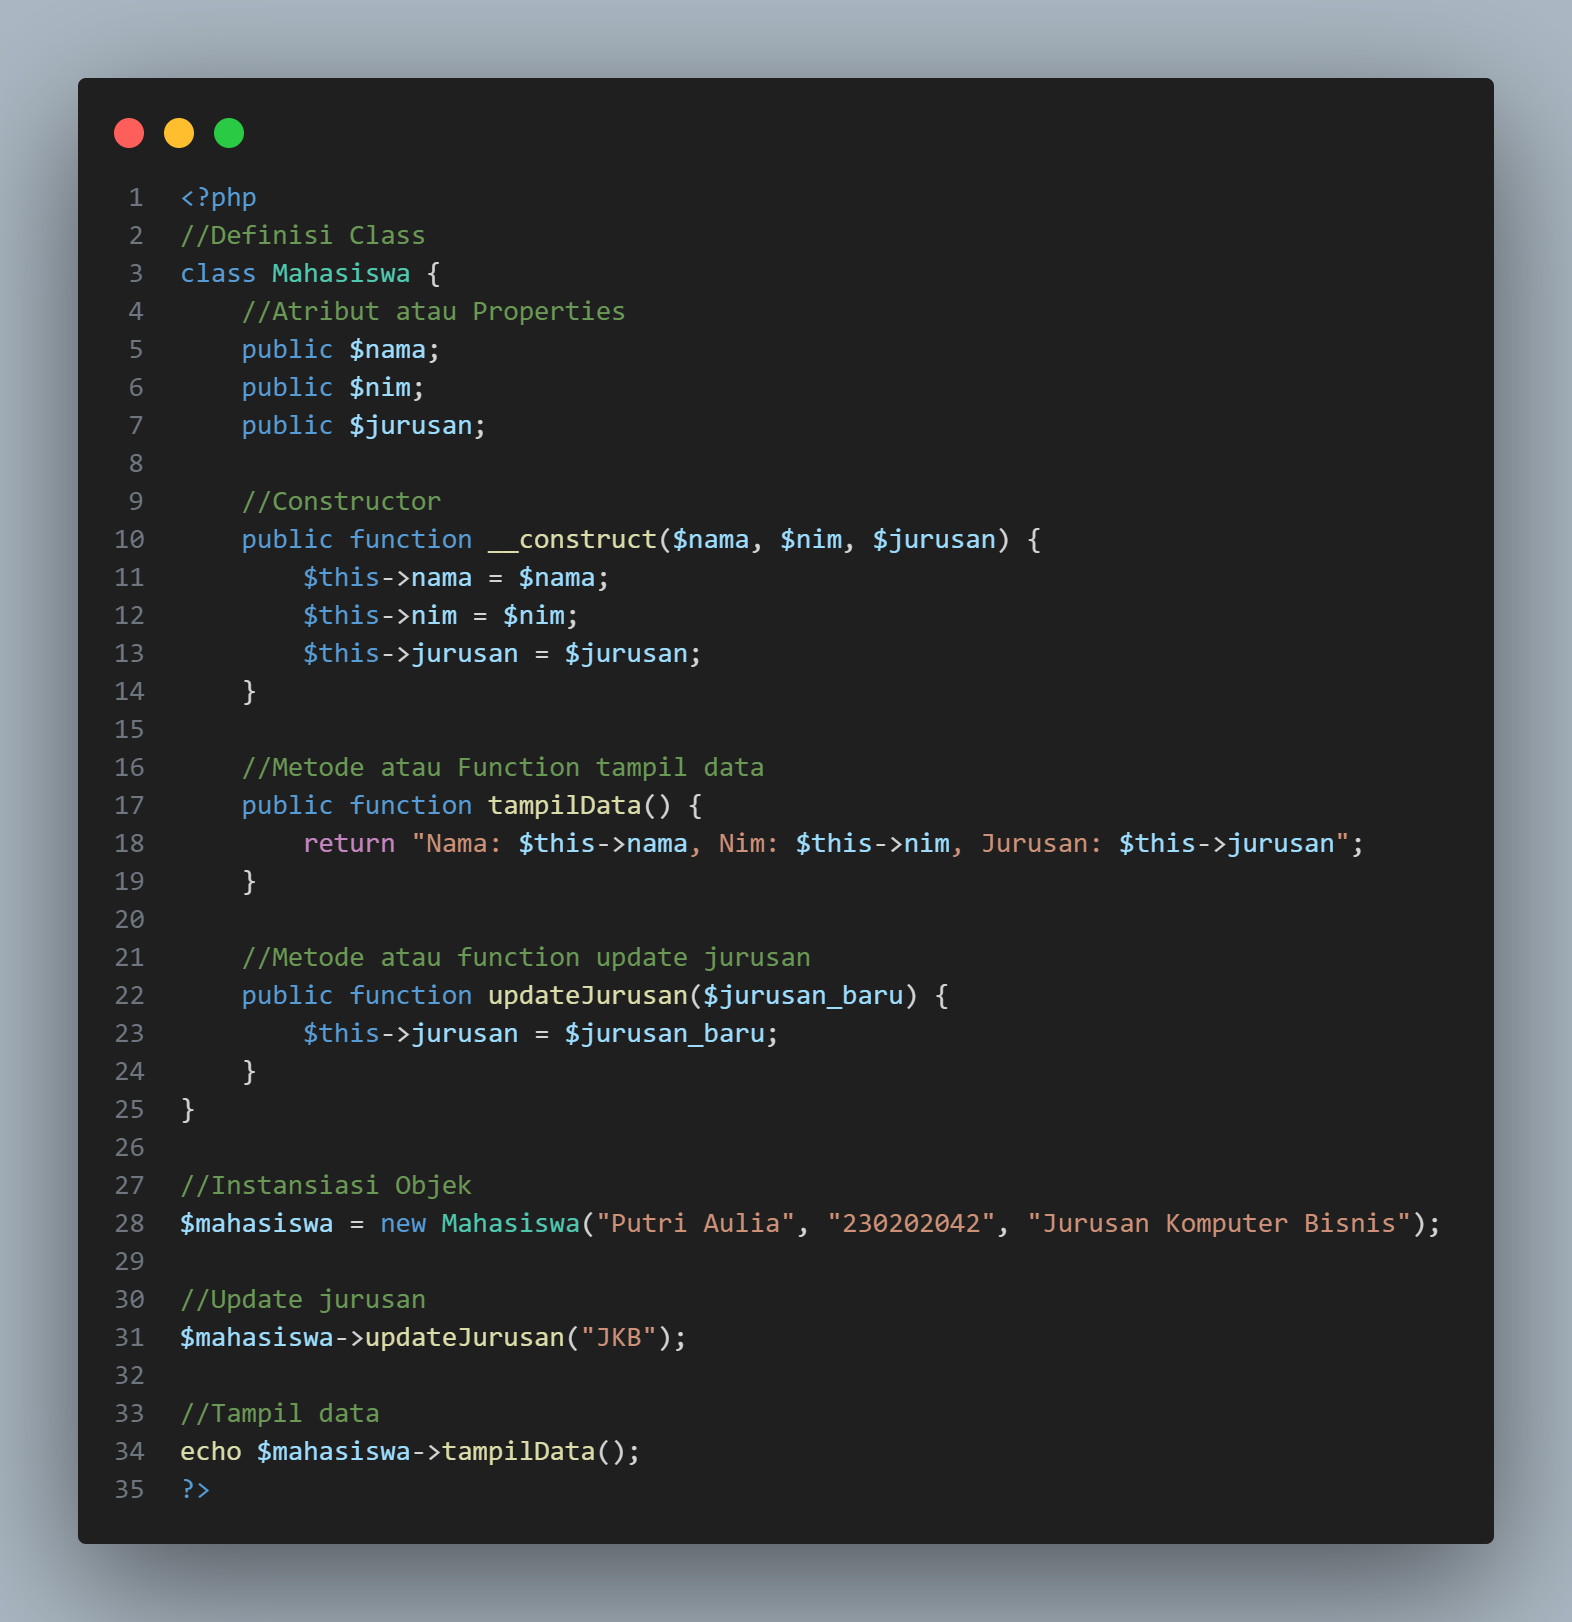 1 <?php
2 //Definisi Class
3 class Mahasiswa {
4     //Atribut atau Properties
5     public $nama;
6     public $nim;
7     public $jurusan;
8
9     //Constructor
10     public function __construct($nama, $nim, $jurusan) {
11         $this->nama = $nama;
12         $this->nim = $nim;
13         $this->jurusan = $jurusan;
14     }
15
16     //Metode atau Function tampil data
17     public function tampilData() {
18         return "Nama: $this->nama, Nim: $this->nim, Jurusan: $this->jurusan";
19     }
20
21     //Metode atau function update jurusan
22     public function updateJurusan($jurusan_baru) {
23         $this->jurusan = $jurusan_baru;
24     }
25 }
26
27 //Instansiasi Objek
28 $mahasiswa = new Mahasiswa("Putri Aulia", "230202042", "Jurusan Komputer Bisnis");
29
30 //Update jurusan
31 $mahasiswa->updateJurusan("JKB");
32
33 //Tampil data
34 echo $mahasiswa->tampilData();
35 ?>